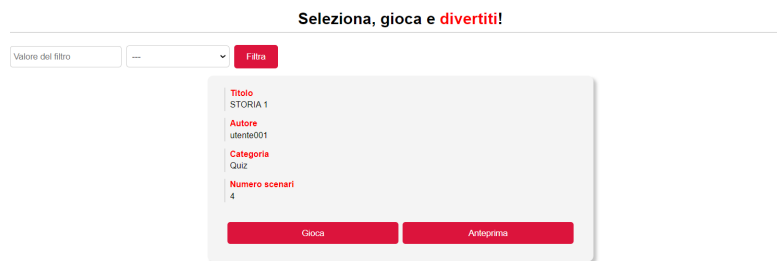 Seleziona, gioca e divertiti!
Valore del filtro --- Filtra
Titolo
STORIA 1
Autore
utente001
Categoria
Quiz
Numero scenari
4
Gioca Anteprima